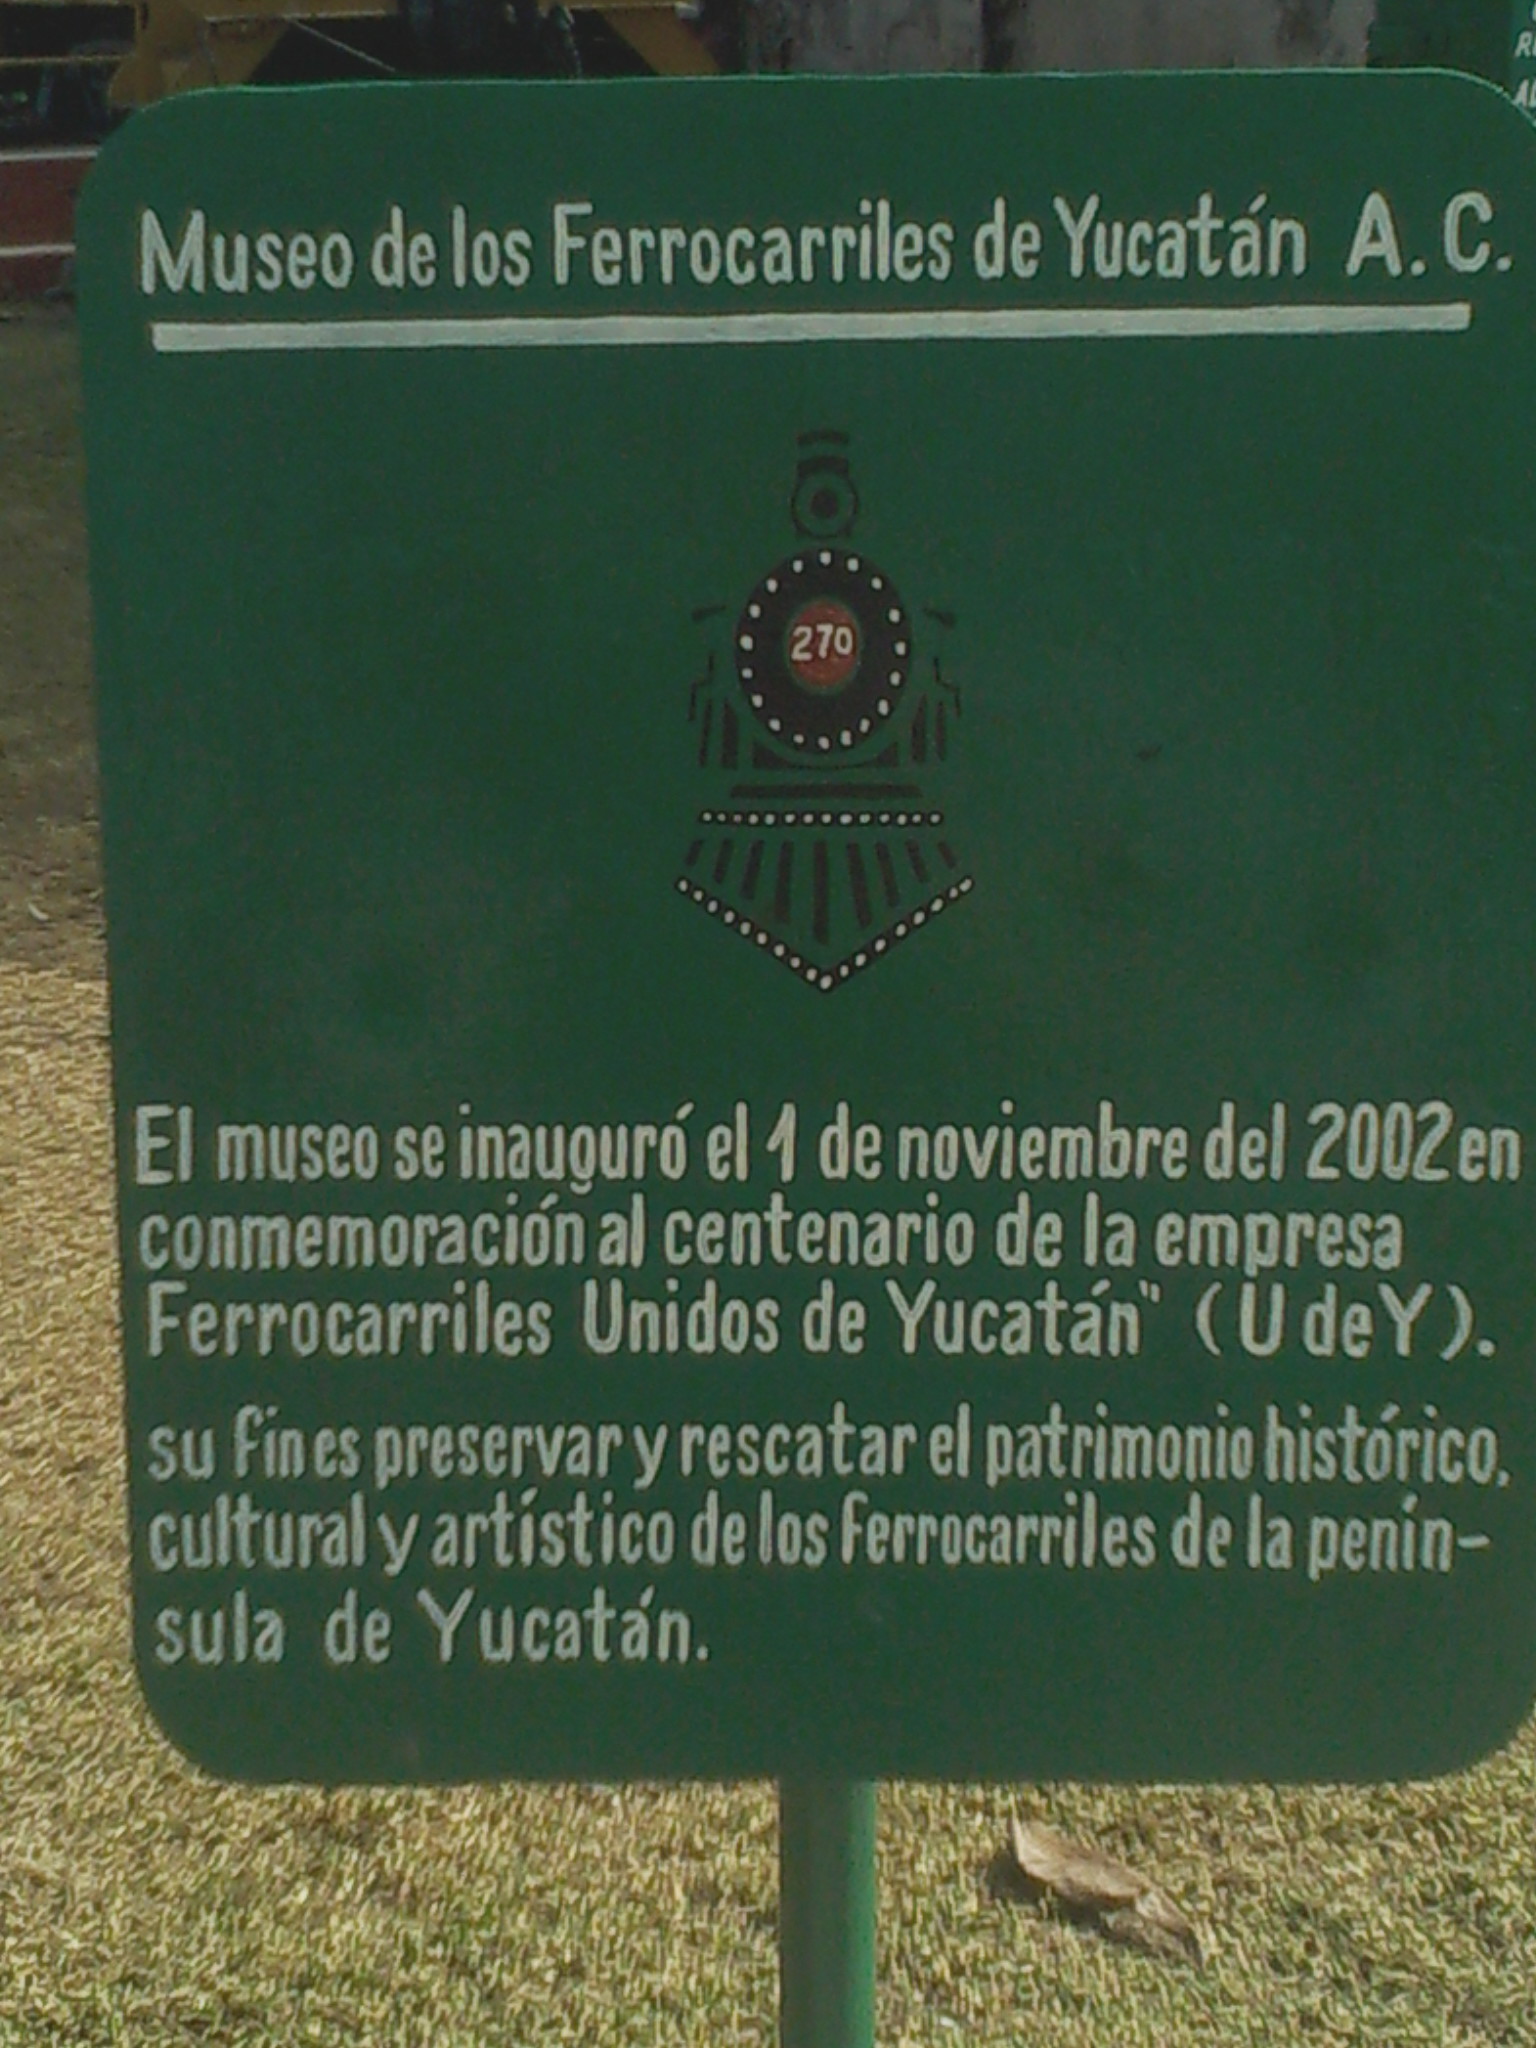 Museo de los Ferrocarriles de Yucatán A.C.
270
El museo se inauguró el 1 de noviembre del 2002 en
conmemoración al centenario de la empresa
Ferrocarriles Unidos de Yucatán" (U de Y).
su fin es preservar y rescatar el patrimonio histórico,
cultural y artístico de los ferrocarriles de la penín-
sula de Yucatán.